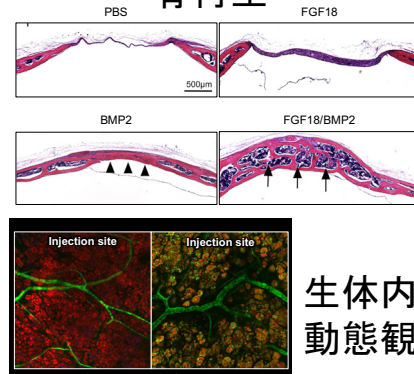 PBS
FGF18
500μm
BMP2
FGF18/BMP2
Injection site
Injection site
生体内
動態観